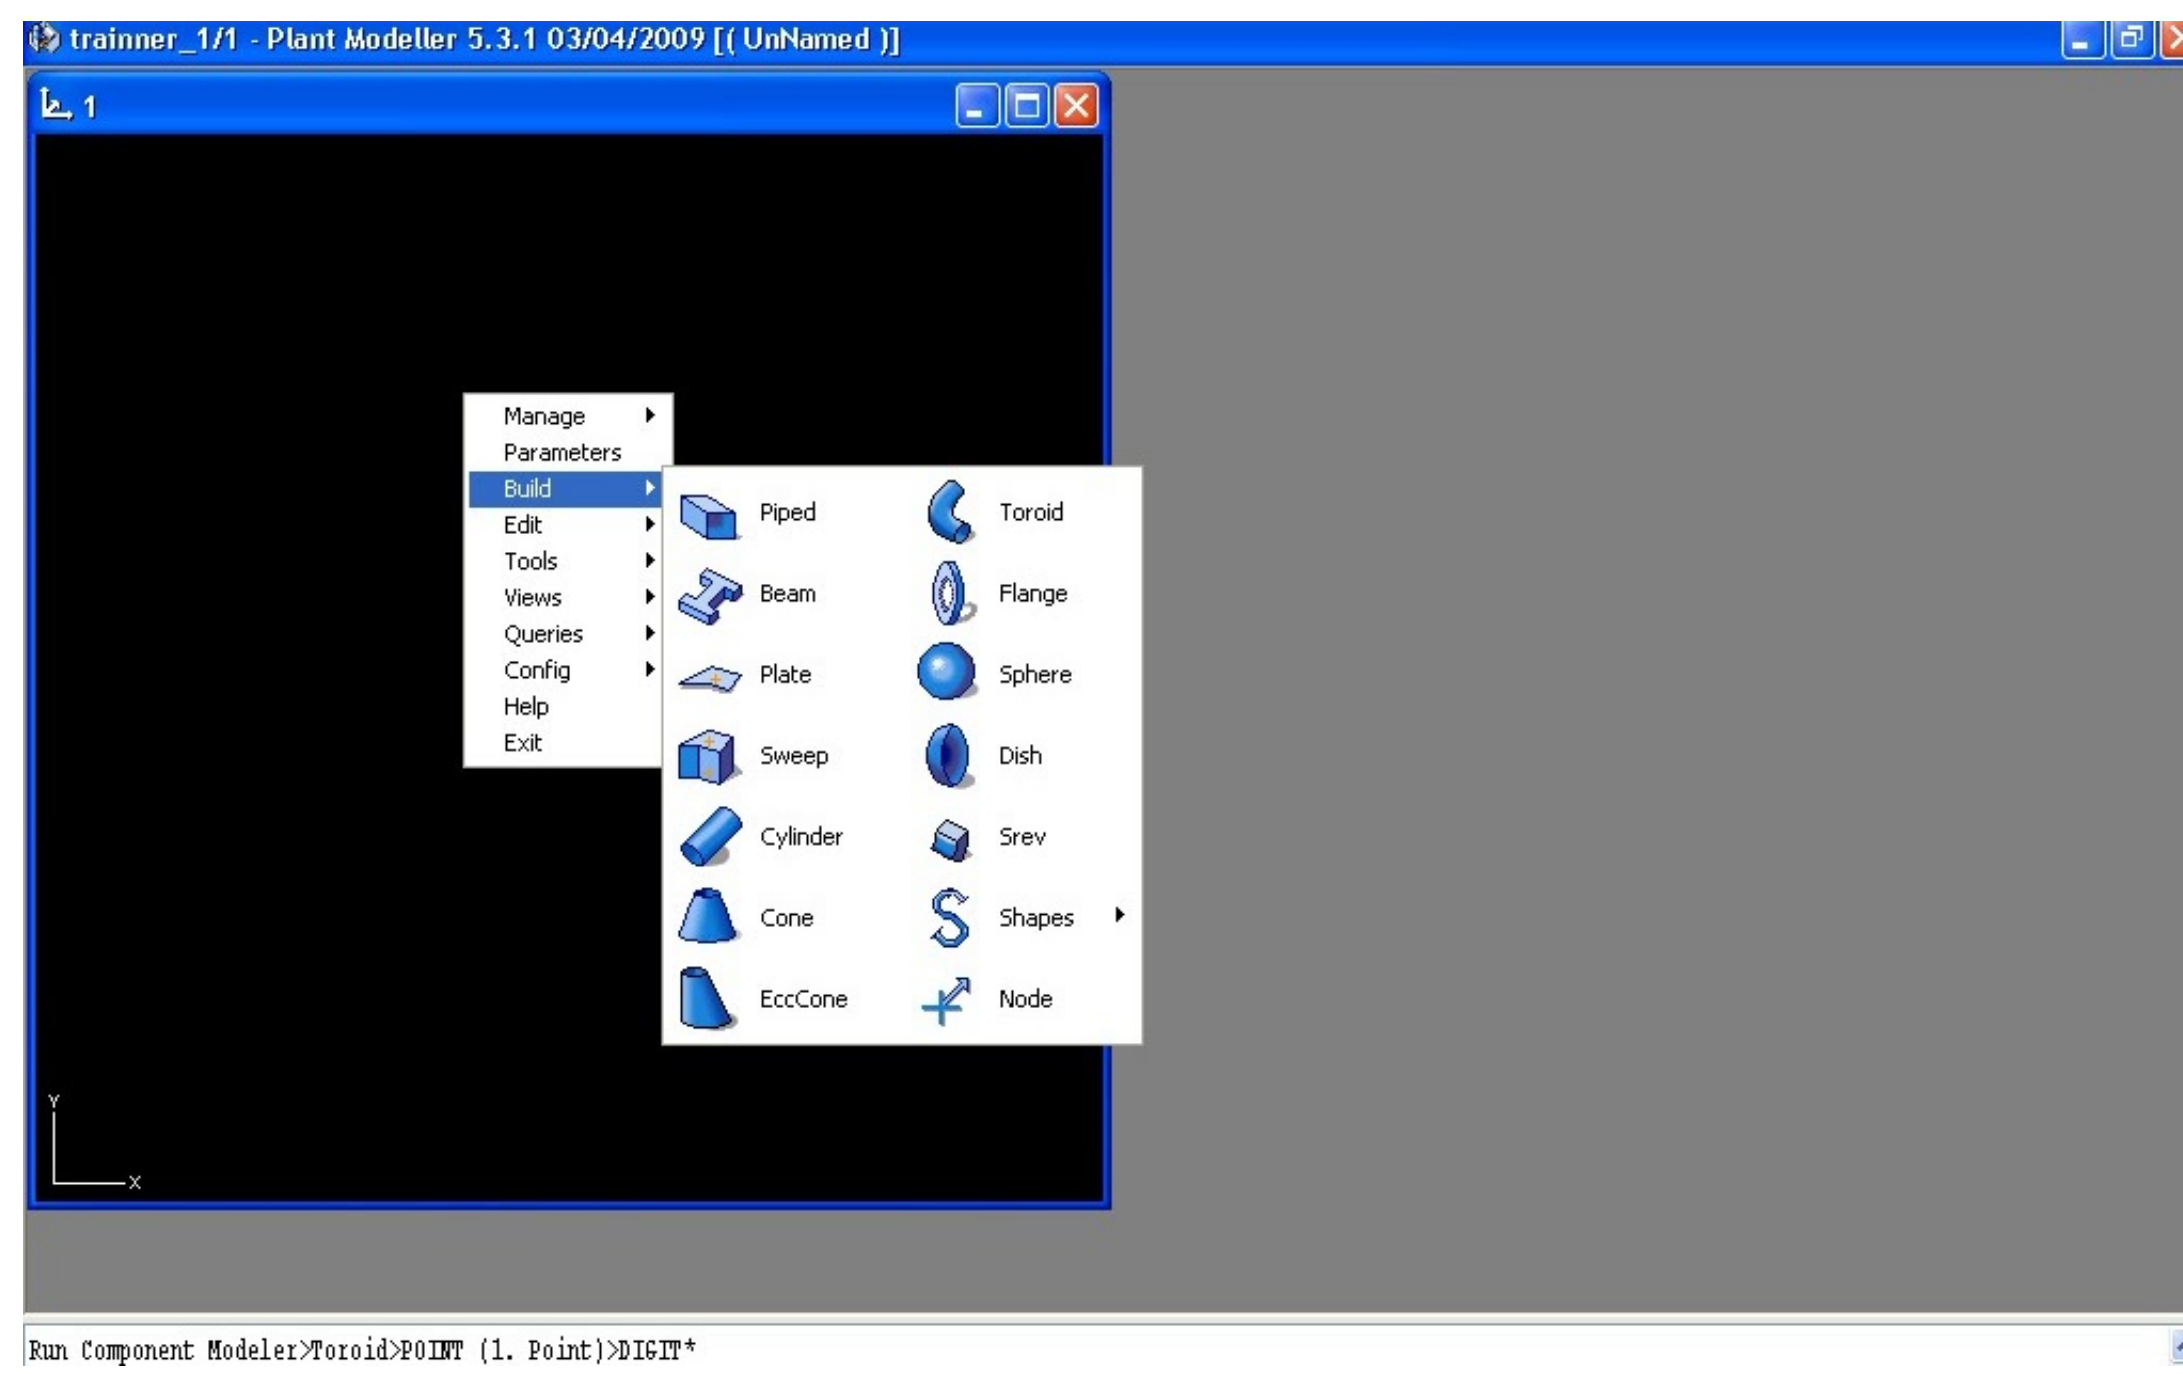 trainner_1/1 - Plant Modeller 5.3.1 03/04/2009 [( UnNamed )]
1
Manage
Parameters
Build
Edit
Tools
Views
Queries
Config
Help
Exit
Piped
Toroid
Beam
Flange
Plate
Sphere
Sweep
Dish
Cylinder
Srev
Cone
Shapes
EccCone
Node
Y
X
Run Component Modeler>Toroid>POINT (1. Point)>DIGIT*